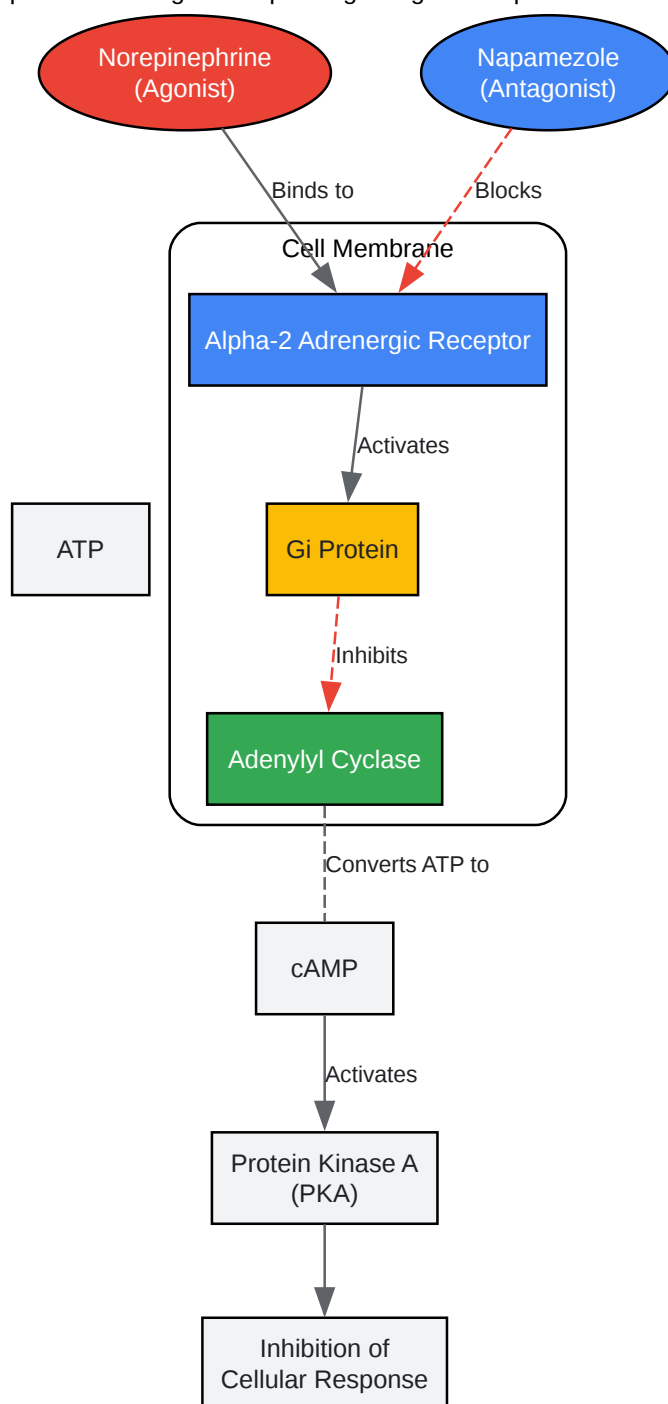 Norepinephrine
(Agonist)
Napamezole
(Antagonist)
Binds to
Blocks
Cell Membrane
Alpha-2 Adrenergic Receptor
Activates
ATP
Gi Protein
Inhibits
Adenylyl Cyclase
Converts ATP to
cAMP
Activates
Protein Kinase A
(PKA)
Inhibition of
Cellular Response